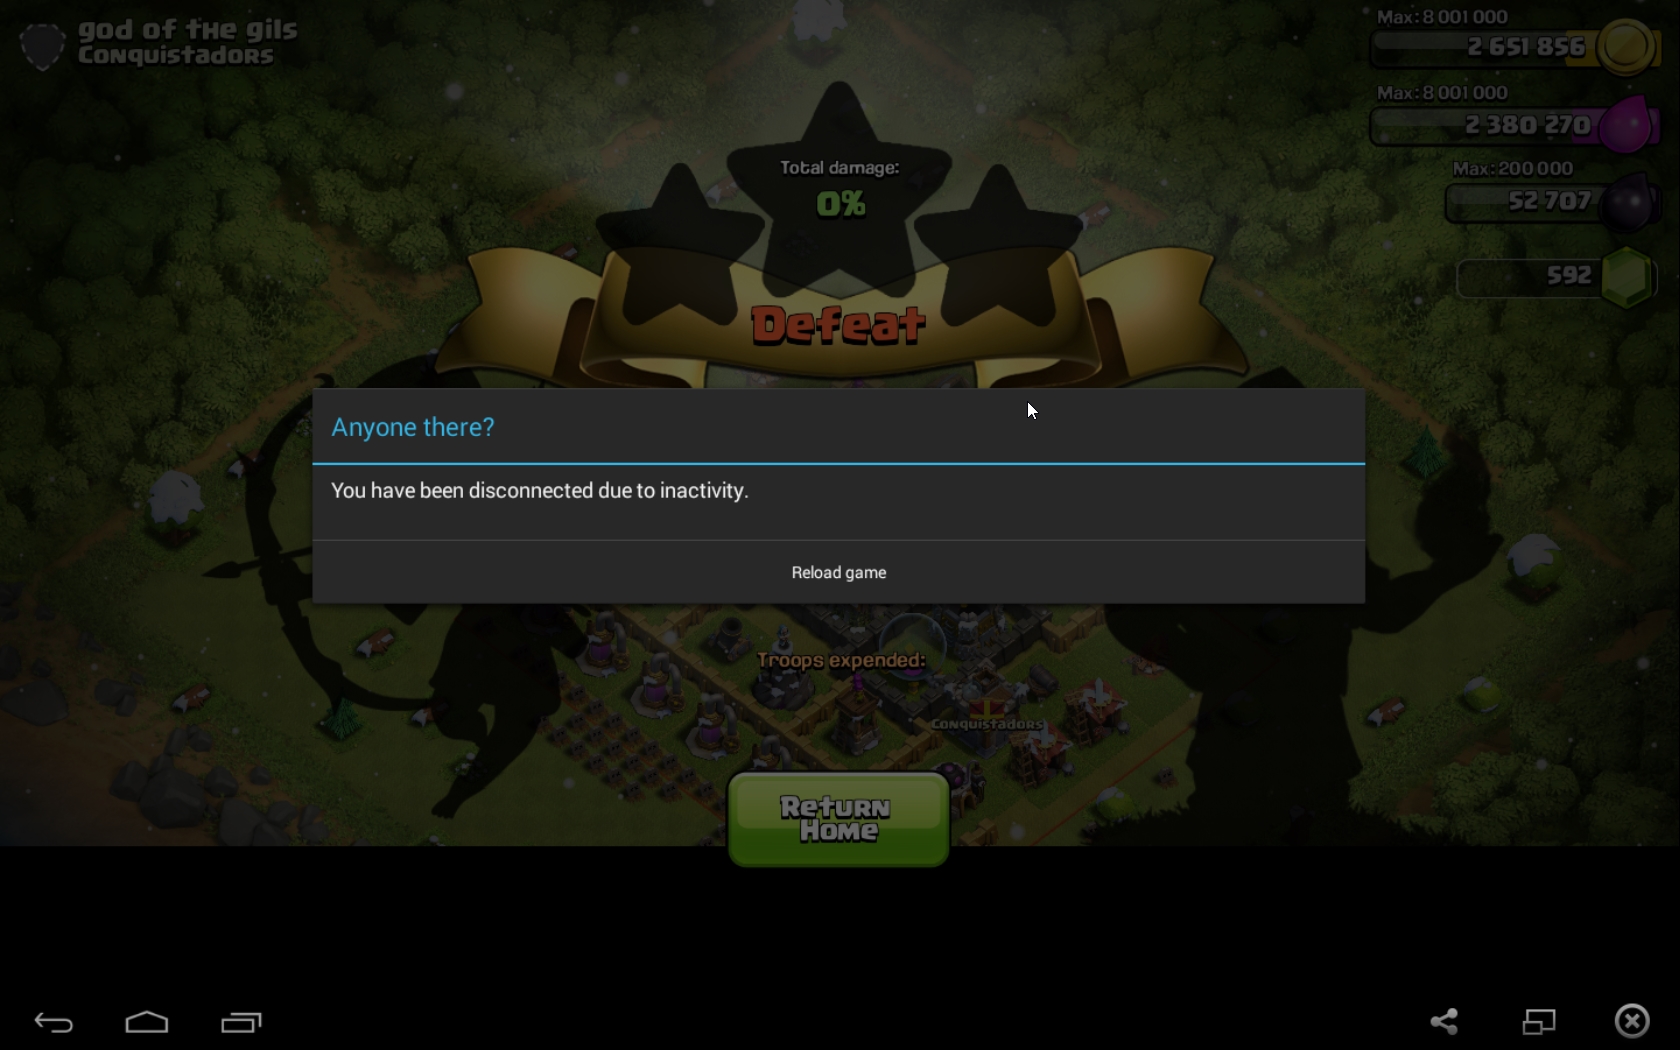 god of the gils
Conquistadors
Max: 8 001 000
2 651 856
Max: 8 001 000
2 380 270
Max: 200 000
52 707
592
Total damage:
0%
Defeat
Anyone there?
You have been disconnected due to inactivity.
Reload game
Troops expended:
Conquistadors
Return
Home